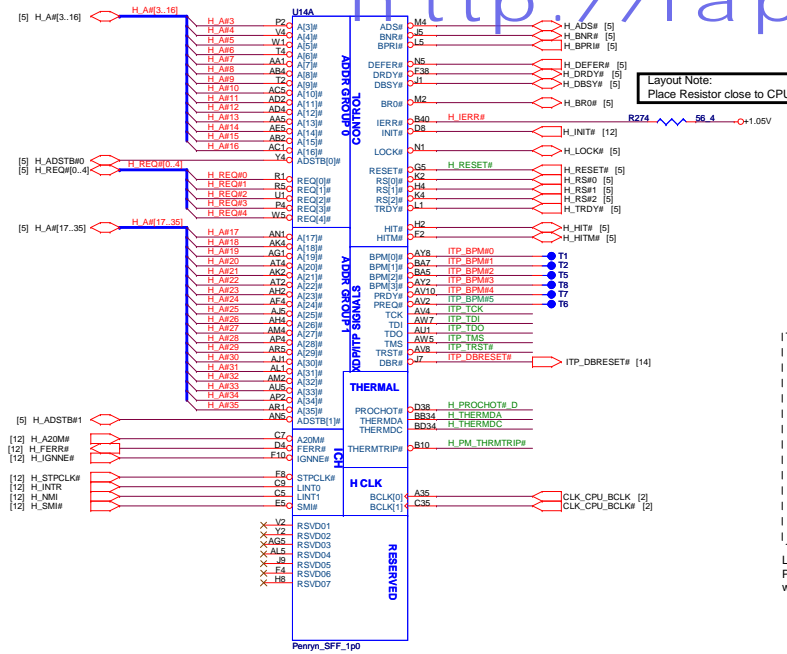 http://lap
U14A
[5] H_A#[3..16]
H_A#3 P2 A[3]#
H_A#4 V4 A[4]#
H_A#5 W1 A[5]#
H_A#6 T4 A[6]#
H_A#7 AA1 A[7]#
H_A#8 AB4 A[8]#
H_A#9 T2 A[9]#
H_A#10 AC5 A[10]#
H_A#11 AD2 A[11]#
H_A#12 AD4 A[12]#
H_A#13 AA5 A[13]#
H_A#14 AE5 A[14]#
H_A#15 AB2 A[15]#
H_A#16 AC1 A[16]#
[5] H_ADSTB#0 Y4 ADSTB[0]#
[5] H_REQ#[0..4] H_REQ#[0..4]
H_REQ#0 R1 REQ[0]#
H_REQ#1 R5 REQ[1]#
H_REQ#2 U1 REQ[2]#
H_REQ#3 P4 REQ[3]#
H_REQ#4 W5 REQ[4]#
[5] H_A#[17..35] H_A#[17..35]
H_A#17 AN1 A[17]#
H_A#18 AK4 A[18]#
H_A#19 AG1 A[19]#
H_A#20 AT4 A[20]#
H_A#21 AK2 A[21]#
H_A#22 AT2 A[22]#
H_A#23 AH2 A[23]#
H_A#24 AF4 A[24]#
H_A#25 AJ5 A[25]#
H_A#26 AH4 A[26]#
H_A#27 AM4 A[27]#
H_A#28 AP4 A[28]#
H_A#29 AR5 A[29]#
H_A#30 AJ1 A[30]#
H_A#31 AL1 A[31]#
H_A#32 AM2 A[32]#
H_A#33 AU5 A[33]#
H_A#34 AP2 A[34]#
H_A#35 AR1 A[35]#
[5] H_ADSTB#1 AN5 ADSTB[1]#
[12] H_A20M# C7 A20M#
[12] H_FERR# D4 FERR#
[12] H_IGNNE# F10 IGNNE#
[12] H_STPCLK# F8 STPCLK#
[12] H_INTR C9 LINT0
[12] H_NMI C5 LINT1
[12] H_SMI# E5 SMI#
V2 RSVD01
Y2 RSVD02
AG5 RSVD03
AL5 RSVD04
J9 RSVD05
F4 RSVD06
H8 RSVD07
ADDR GROUP 0
CONTROL
ADDR GROUP 1
XDP/ITP SIGNALS
THERMAL
ICH
H CLK
RESERVED
ADS# M4 H_ADS# [5]
BNR# J5 H_BNR# [5]
BPRI# L5 H_BPRI# [5]
DEFER# N5 H_DEFER# [5]
DRDY# F38 H_DRDY# [5]
DBSY# J1 H_DBSY# [5]
BR0# M2 H_BR0# [5]
IERR# B40 H_IERR# R274 56_4 +1.05V
INIT# D8 H_INIT# [12]
LOCK# N1 H_LOCK# [5]
RESET# G5 H_RESET# H_RESET# [5]
RS[0]# K2 H_RS#0 [5]
RS[1]# H4 H_RS#1 [5]
RS[2]# K4 H_RS#2 [5]
TRDY# L1 H_TRDY# [5]
HIT# H2 H_HIT# [5]
HITM# F2 H_HITM# [5]
BPM[0]# AY8 ITP_BPM#0 T1
BPM[1]# BA7 ITP_BPM#1 T2
BPM[2]# BA5 ITP_BPM#2 T5
BPM[3]# AY2 ITP_BPM#3 T8
PRDY# AV10 ITP_BPM#4 T7
PREQ# AV2 ITP_BPM#5 T6
TCK AV4 ITP_TCK
TDI AW7 ITP_TDI
TDO AU1 ITP_TDO
TMS AW5 ITP_TMS
TRST# AV8 ITP_TRST#
DBR# J7 ITP_DBRESET# ITP_DBRESET# [14]
PROCHOT# D38 H_PROCHOT#_D
THERMDA BB34 H_THERMDA
THERMDC BD34 H_THERMDC
THERMTRIP# B10 H_PM_THRMTRIP#
BCLK[0] A35 CLK_CPU_BCLK [2]
BCLK[1] C35 CLK_CPU_BCLK# [2]
Layout Note:
Place Resistor close to CPU
Penryn_SFF_1p0